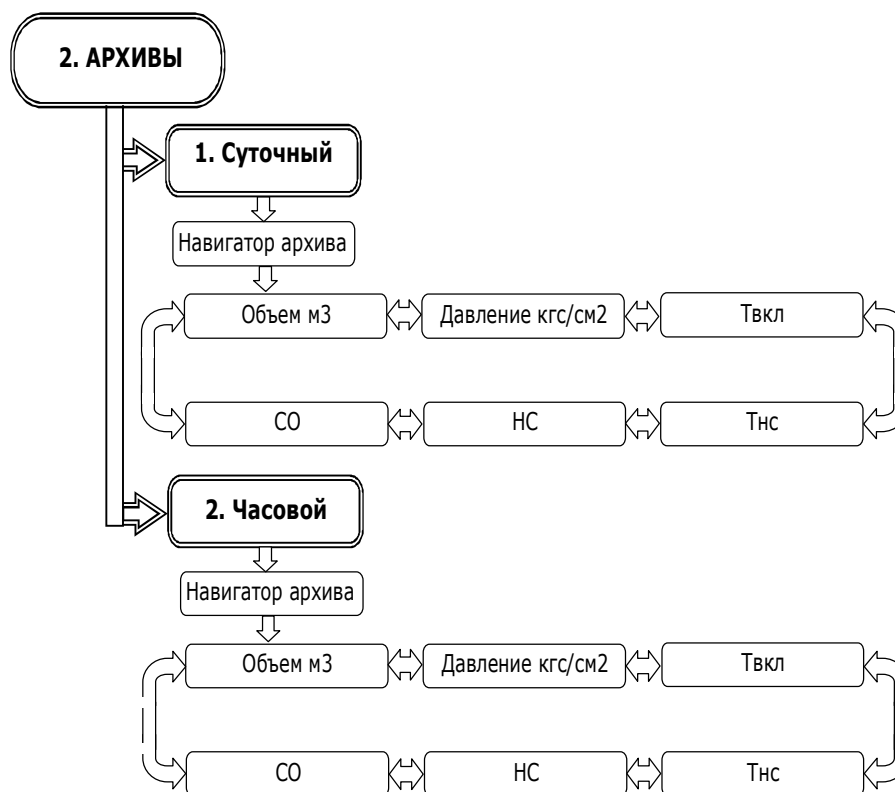 2. АРХИВЫ
1. Суточный
Навигатор архива
Объем м3
Давление кгс/см2
Твкл
СО
НС
Тнс
2. Часовой
Навигатор архива
Объем м3
Давление кгс/см2
Твкл
СО
НС
Тнс